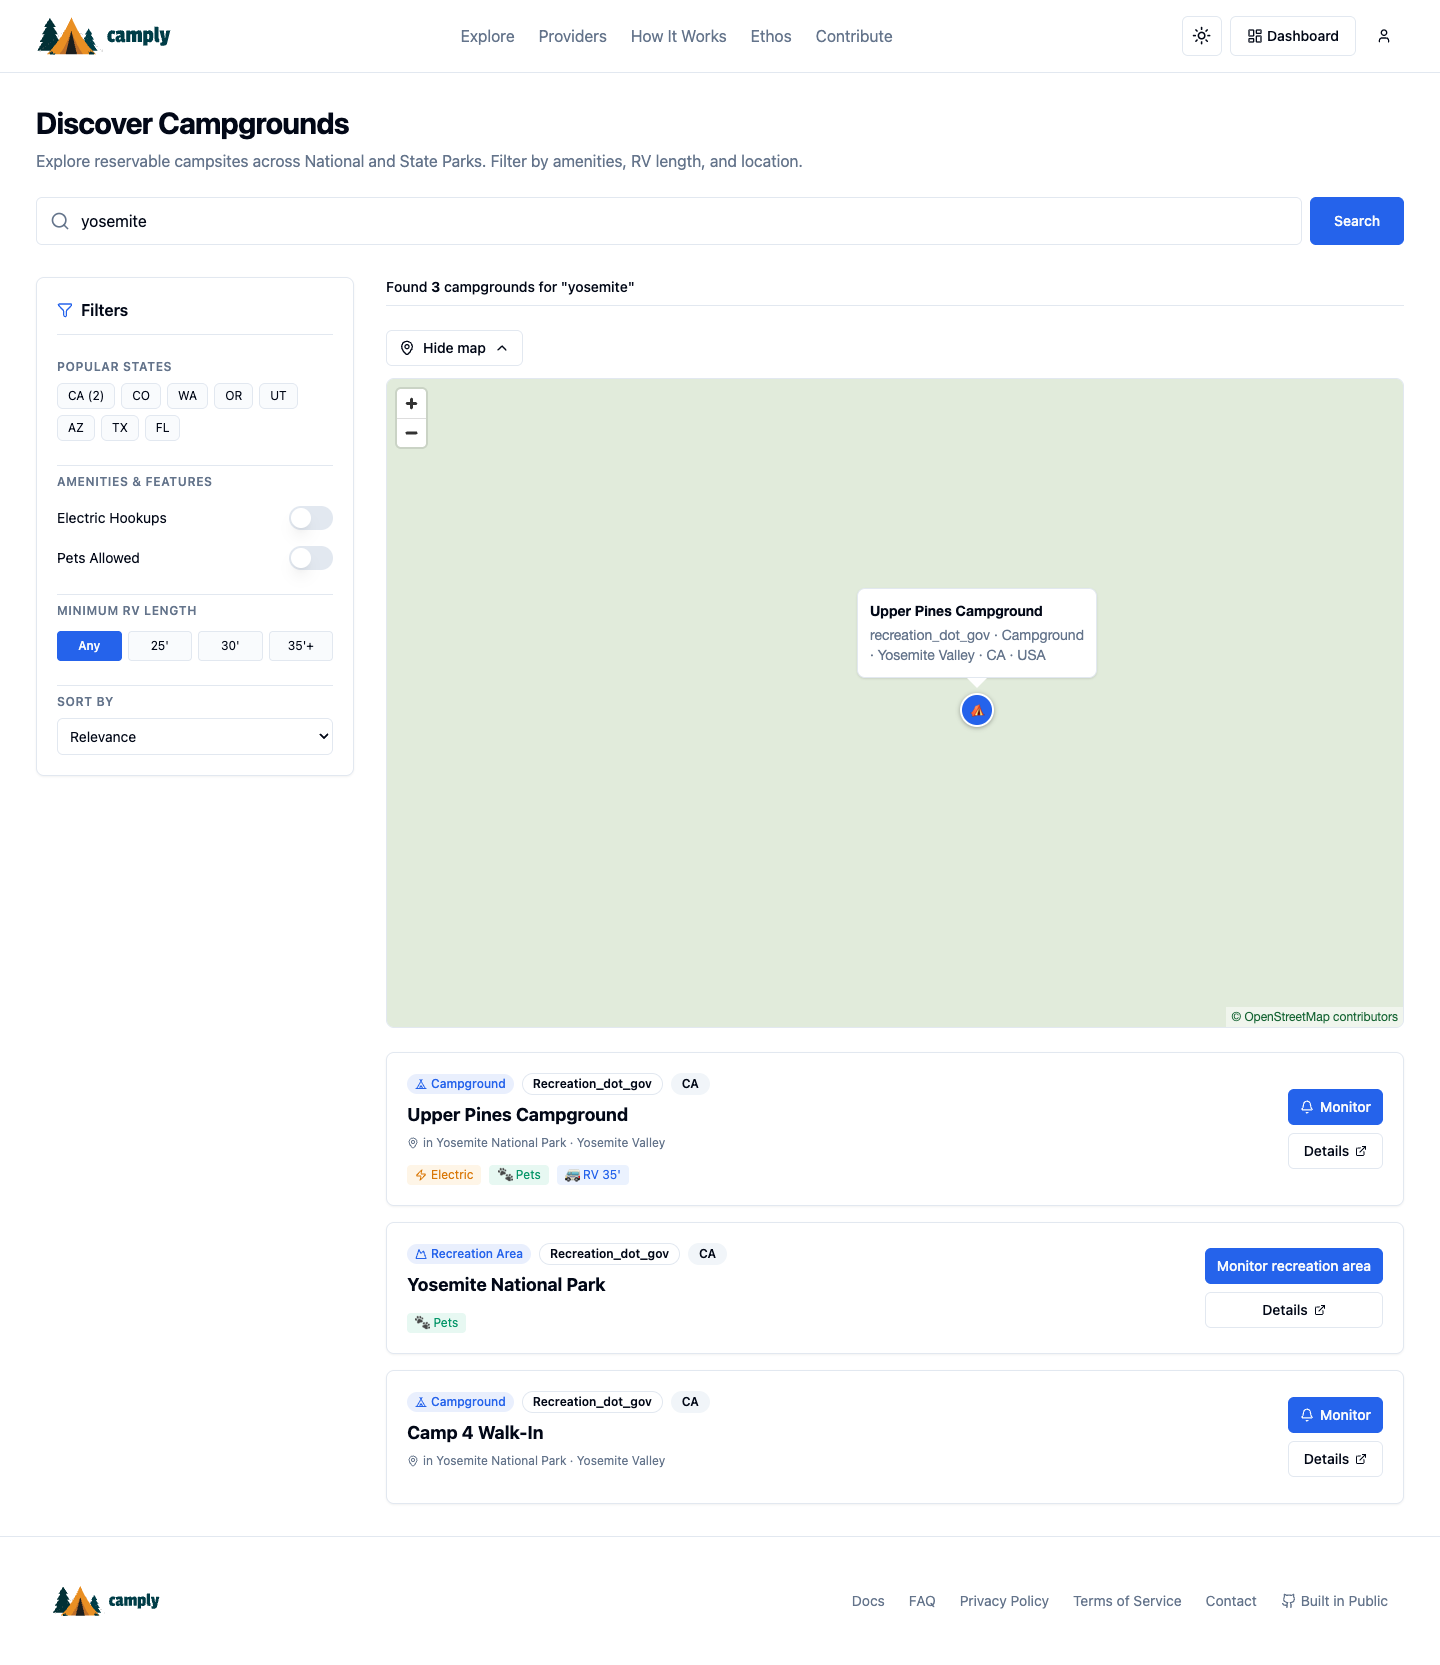 camply
Explore
Providers
How It Works
Ethos
Contribute
Dashboard
Discover Campgrounds
Explore reservable campsites across National and State Parks. Filter by amenities, RV length, and location.
yosemite
Search
Filters
POPULAR STATES
CA (2)
CO
WA
OR
UT
AZ
TX
FL
AMENITIES & FEATURES
Electric Hookups
Pets Allowed
MINIMUM RV LENGTH
Any
25'
30'
35'+
SORT BY
Relevance
Found 3 campgrounds for "yosemite"
Hide map
+
−
Upper Pines Campground
recreation_dot_gov · Campground
· Yosemite Valley · CA · USA
© OpenStreetMap contributors
Campground
Recreation_dot_gov
CA
Upper Pines Campground
in Yosemite National Park · Yosemite Valley
Electric
Pets
RV 35'
Monitor
Details
Recreation Area
Recreation_dot_gov
CA
Yosemite National Park
Pets
Monitor recreation area
Details
Campground
Recreation_dot_gov
CA
Camp 4 Walk-In
in Yosemite National Park · Yosemite Valley
Monitor
Details
camply
Docs
FAQ
Privacy Policy
Terms of Service
Contact
Built in Public